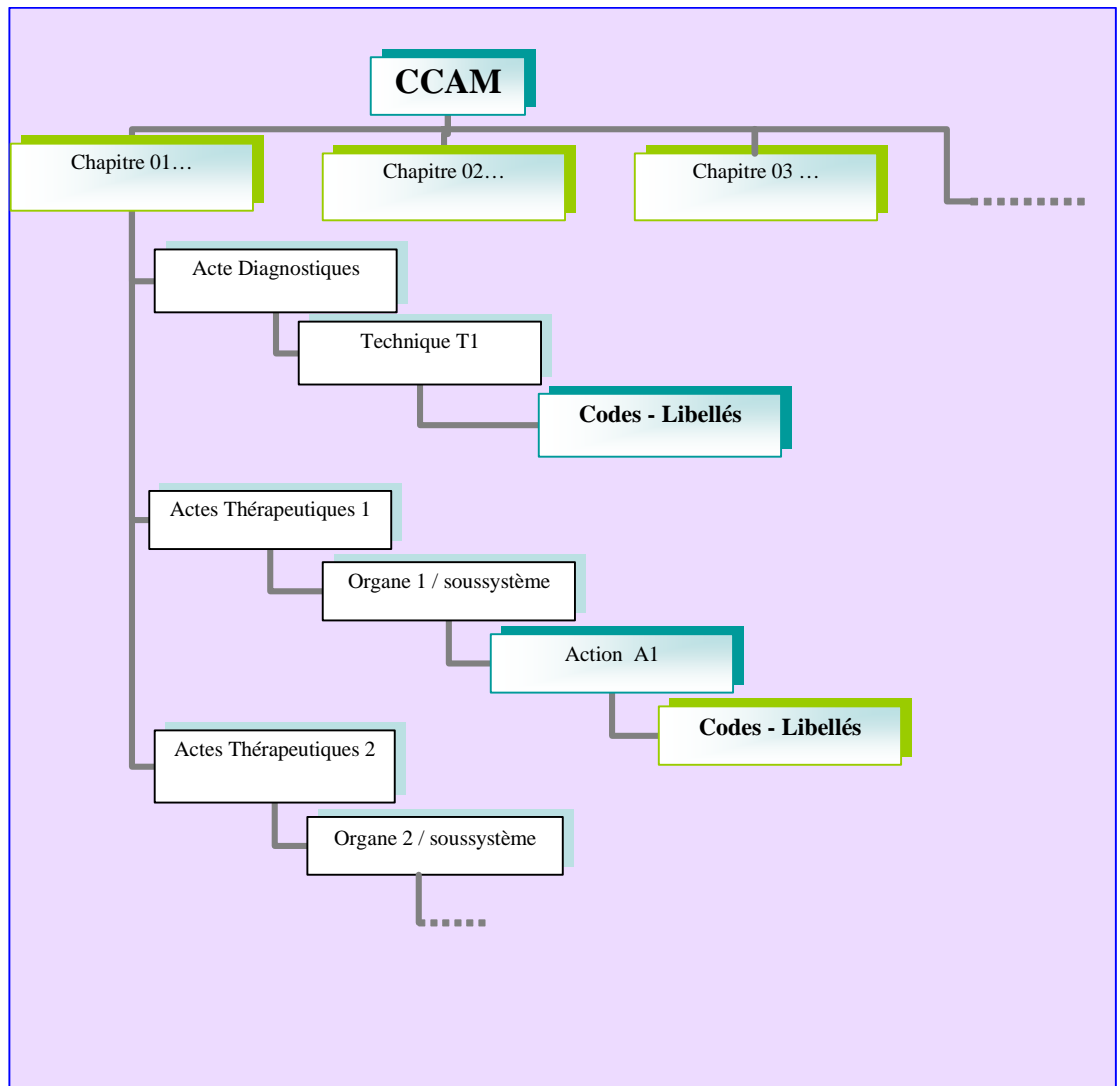 CCAM
Chapitre 01…
Chapitre 02…
Chapitre 03 …
Acte Diagnostiques
Technique T1
Codes - Libellés
Actes Thérapeutiques 1
Organe 1 / soussystème
Action  A1
Codes - Libellés
Actes Thérapeutiques 2
Organe 2 / soussystème